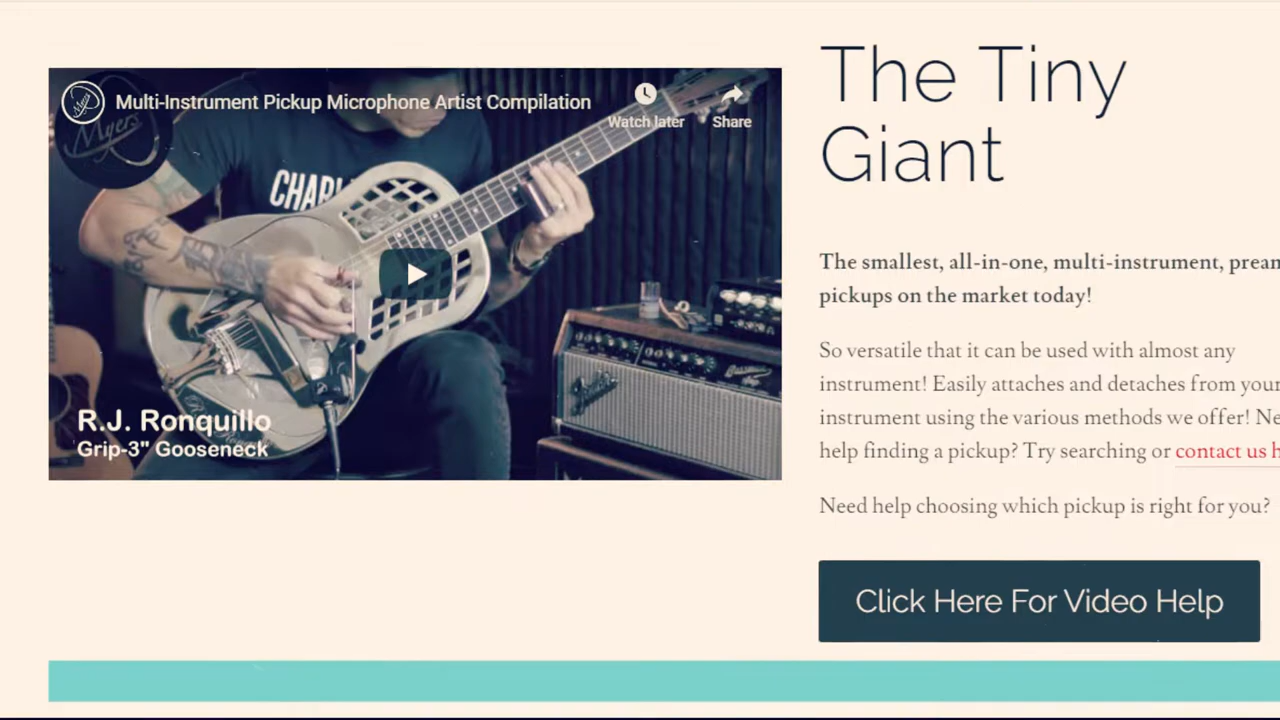 The Tiny
Giant
Multi-Instrument Pickup Microphone Artist Compilation
Watch later
Share
Myers
CHARL
R.J. Ronquillo
Grip-3" Gooseneck
The smallest, all-in-one, multi-instrument, prean
pickups on the market today!
So versatile that it can be used with almost any
instrument! Easily attaches and detaches from your
instrument using the various methods we offer! Ne
help finding a pickup? Try searching or contact us h
Need help choosing which pickup is right for you?
Click Here For Video Help